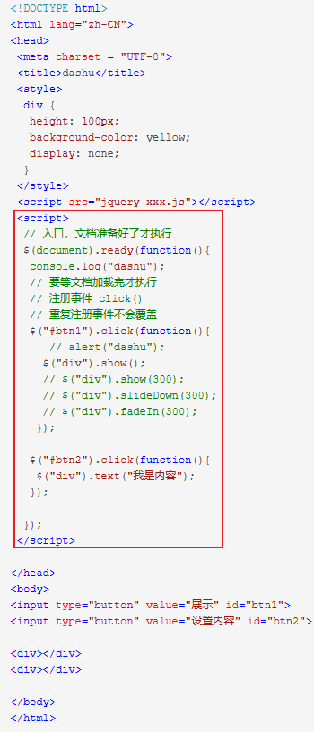 <!DOCTYPE html>
<html lang="zh-CN">
<head>
<meta charset = "UTF-8">
<title>dashu</title>
<style>
div {
height: 100px;
background-color: yellow;
display: none;
}
</style>
<script src="jquery-xxx.js"></script>
<script>
// 入口，文档准备好了才执行
$(document).ready(function(){
console.log("dashu");
// 要等文档加载完才执行
// 注册事件 click()
// 重复注册事件不会覆盖
$("#btn1").click(function(){
// alert("dashu");
$("div").show();
// $("div").show(300);
// $("div").slideDown(300);
// $("div").fadeIn(300);
});
$("#btn2").click(function(){
$("div").text("我是内容");
});
});
</script>
</head>
<body>
<input type="button" value="展示" id="btn1">
<input type="button" value="设置内容" id="btn2">
<div></div>
<div></div>
</body>
</html>